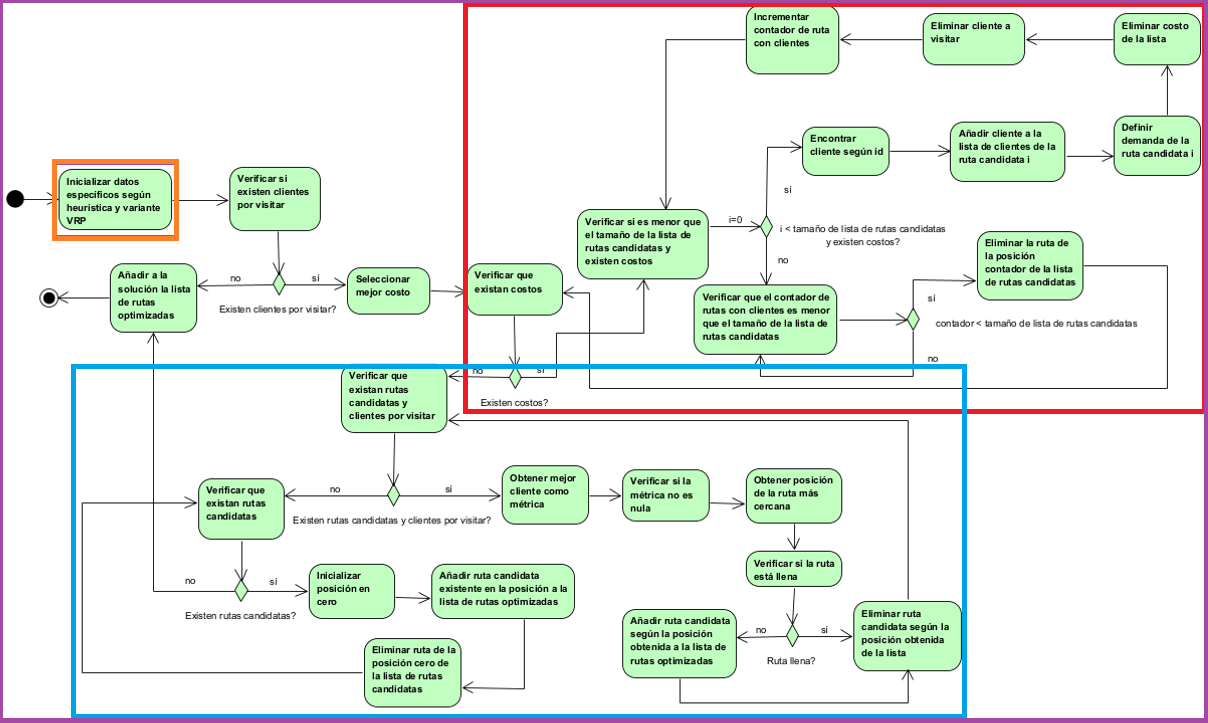 Incrementar
contador de ruta
con clientes
Eliminar cliente a
visitar
Eliminar costo
de la lista
Encontrar
cliente según id
Añadir cliente a la
lista de clientes de la
ruta candidata i
Definir
demanda de la
ruta candidata i
Inicializar datos
específicos según
heurística y variante
VRP
Verificar si
existen clientes
por visitar
sí
Verificar si es menor que
el tamaño de la lista de
rutas candidatas y
existen costos
i=0
i < tamaño de lista de rutas candidatas
y existen costos?
no
Añadir a la
solución la lista
de rutas
optimizadas
no
sí
Existen clientes por visitar?
Seleccionar
mejor costo
Verificar que
existan costos
Eliminar la ruta de
la posición
contador de la lista
de rutas candidatas
Verificar que el contador de
rutas con clientes es menor
que el tamaño de la lista de
rutas candidatas
sí
contador < tamaño de lista de rutas candidatas
no
no
sí
Existen costos?
Verificar que
existan rutas
candidatas y
clientes por visitar
Verificar que
existan rutas
candidatas
no
sí
Existen rutas candidatas y clientes por visitar?
Obtener mejor
cliente como
métrica
Verificar si la
métrica no es
nula
Obtener posición
de la ruta más
cercana
Verificar si la ruta
está llena
no
sí
Existen rutas candidatas?
Inicializar
posición en
cero
Añadir ruta candidata
existente en la posición a la
lista de rutas optimizadas
Añadir ruta candidata
según la posición
obtenida a la lista de
rutas optimizadas
no
sí
Ruta llena?
Eliminar ruta
candidata según la
posición obtenida
de la lista
Eliminar ruta de la
posición cero de
la lista de rutas
candidatas